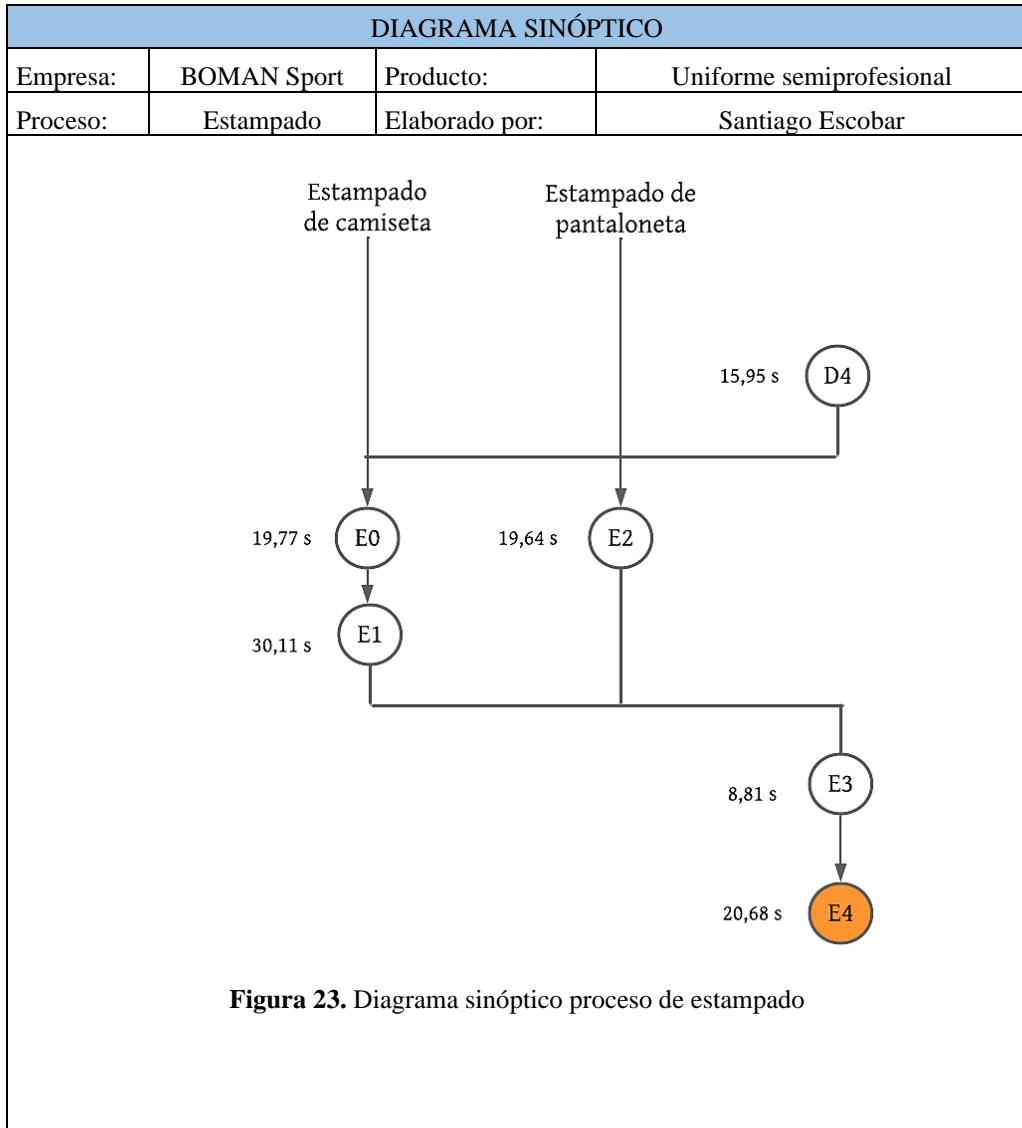 DIAGRAMA SINÓPTICO
Empresa: BOMAN Sport Producto: Uniforme semiprofesional
Proceso: Estampado Elaborado por: Santiago Escobar
Estampado
de camiseta
Estampado de
pantaloneta
15,95 s D4
19,77 s E0 19,64 s E2
30,11 s E1
8,81 s E3
20,68 s E4
Figura 23. Diagrama sinóptico proceso de estampado